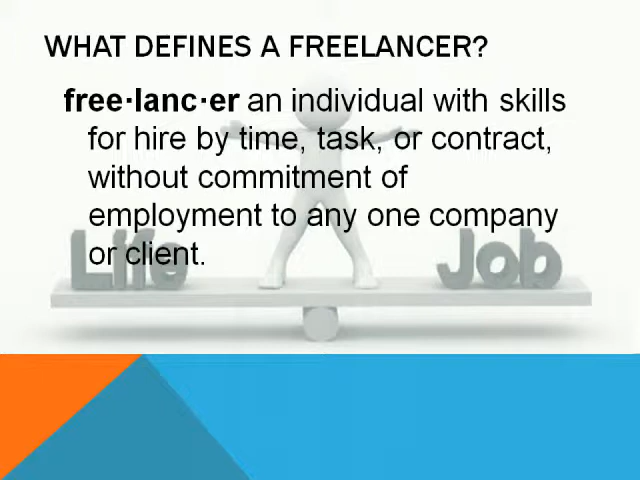 WHAT DEFINES A FREELANCER?
free·lanc·er an individual with skills
for hire by time, task, or contract,
without commitment of
employment to any one company
or client.
Life
Job